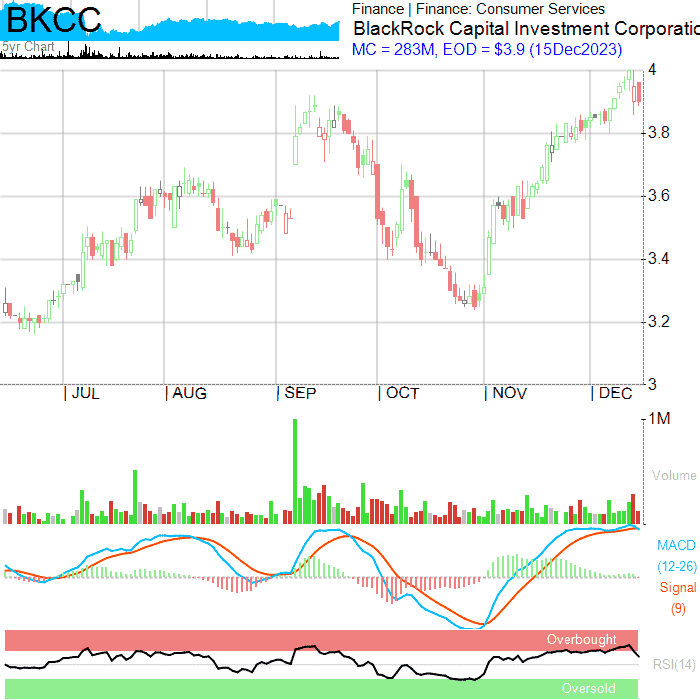 BKCC
5yr Chart
Finance | Finance: Consumer Services
BlackRock Capital Investment Corporatio
MC = 283M, EOD = $3.9 (15Dec2023)
4
3.8
3.6
3.4
3.2
3
| JUL | AUG | SEP | OCT | NOV | DEC
1M
Volume
MACD
(12-26)
Signal
(9)
Overbought
RSI(14)
Oversold